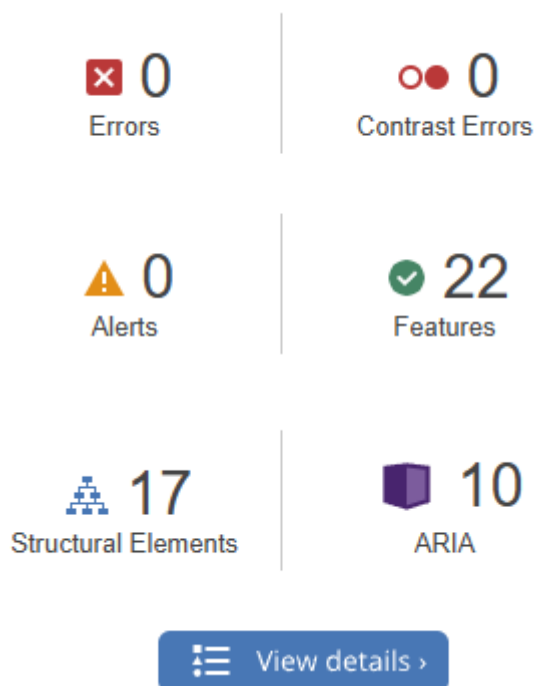 0
Errors
0
Contrast Errors
0
Alerts
22
Features
17
Structural Elements
10
ARIA
View details ›